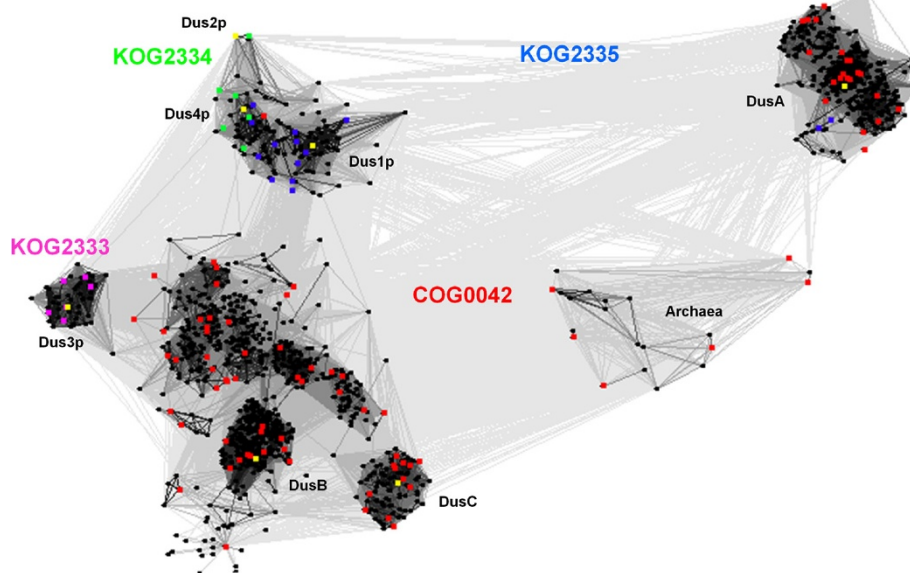 Dus2p
KOG2334
KOG2335
DusA
Dus4p
Dus1p
KOG2333
COG0042
Archaea
Dus3p
DusB
DusC